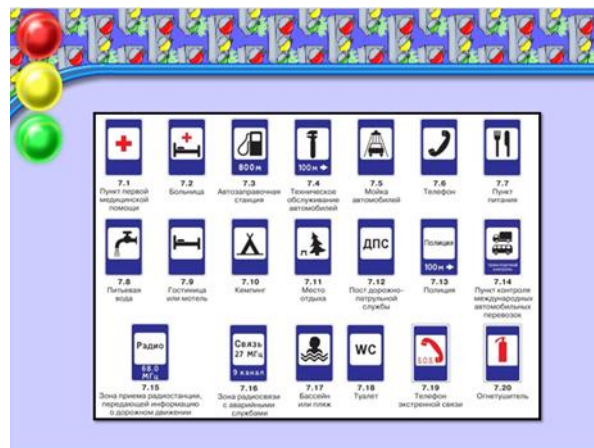 800 м
100 м
7.1
7.2
7.3
7.4
7.5
7.6
7.7
Пункт первой
медицинской
помощи
Больница
Автозаправочная
станция
Техническое
обслуживание
автомобилей
Мойка
автомобилей
Телефон
Пункт
питания
ДПС
Полиция
100 м
7.8
7.9
7.10
7.11
7.12
7.13
7.14
Питьевая
вода
Гостиница
или мотель
Кемпинг
Место
отдыха
Пост дорожно-
патрульной
службы
Полиция
Пункт контроля
международных
автомобильных
перевозок
Радио
68.0
МГц
Связь
27 МГц
9 канал
WC
S.O.S.
7.15
7.16
7.17
7.18
7.19
7.20
Зона приема радиостанции,
передающей информацию
о дорожном движении
Зона радиосвязи
с аварийными
службами
Бассейн
или пляж
Туалет
Телефон
экстренной связи
Огнетушитель